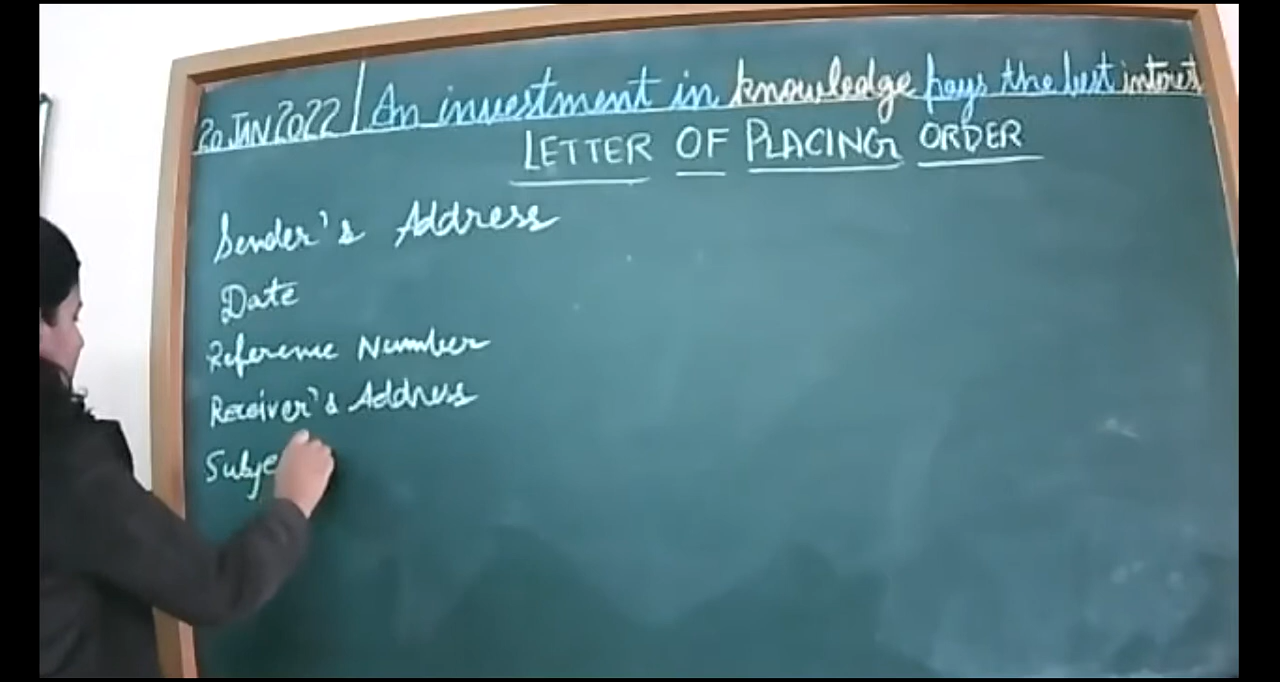 20 JAN 2022 | An investment in knowledge pays the best interest
LETTER OF PLACING ORDER
Sender's Address
Date
Reference Number
Receiver's Address
Subje